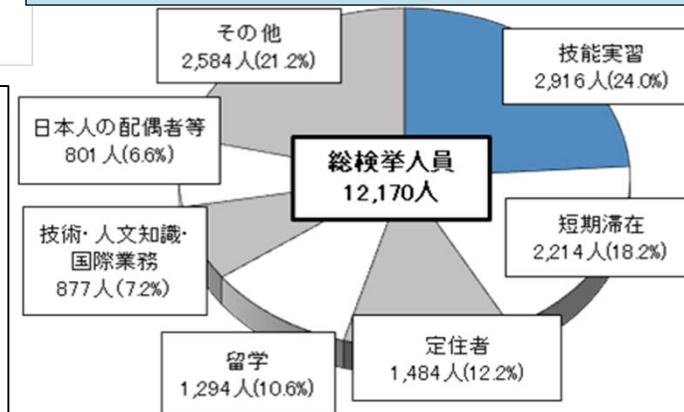 総検挙人員
12,170人
技能実習
2,916人(24.0%)
短期滞在
2,214人(18.2%)
定住者
1,484人(12.2%)
留学
1,294人(10.6%)
技術・人文知識・
国際業務
877人(7.2%)
日本人の配偶者等
801人(6.6%)
その他
2,584人(21.2%)